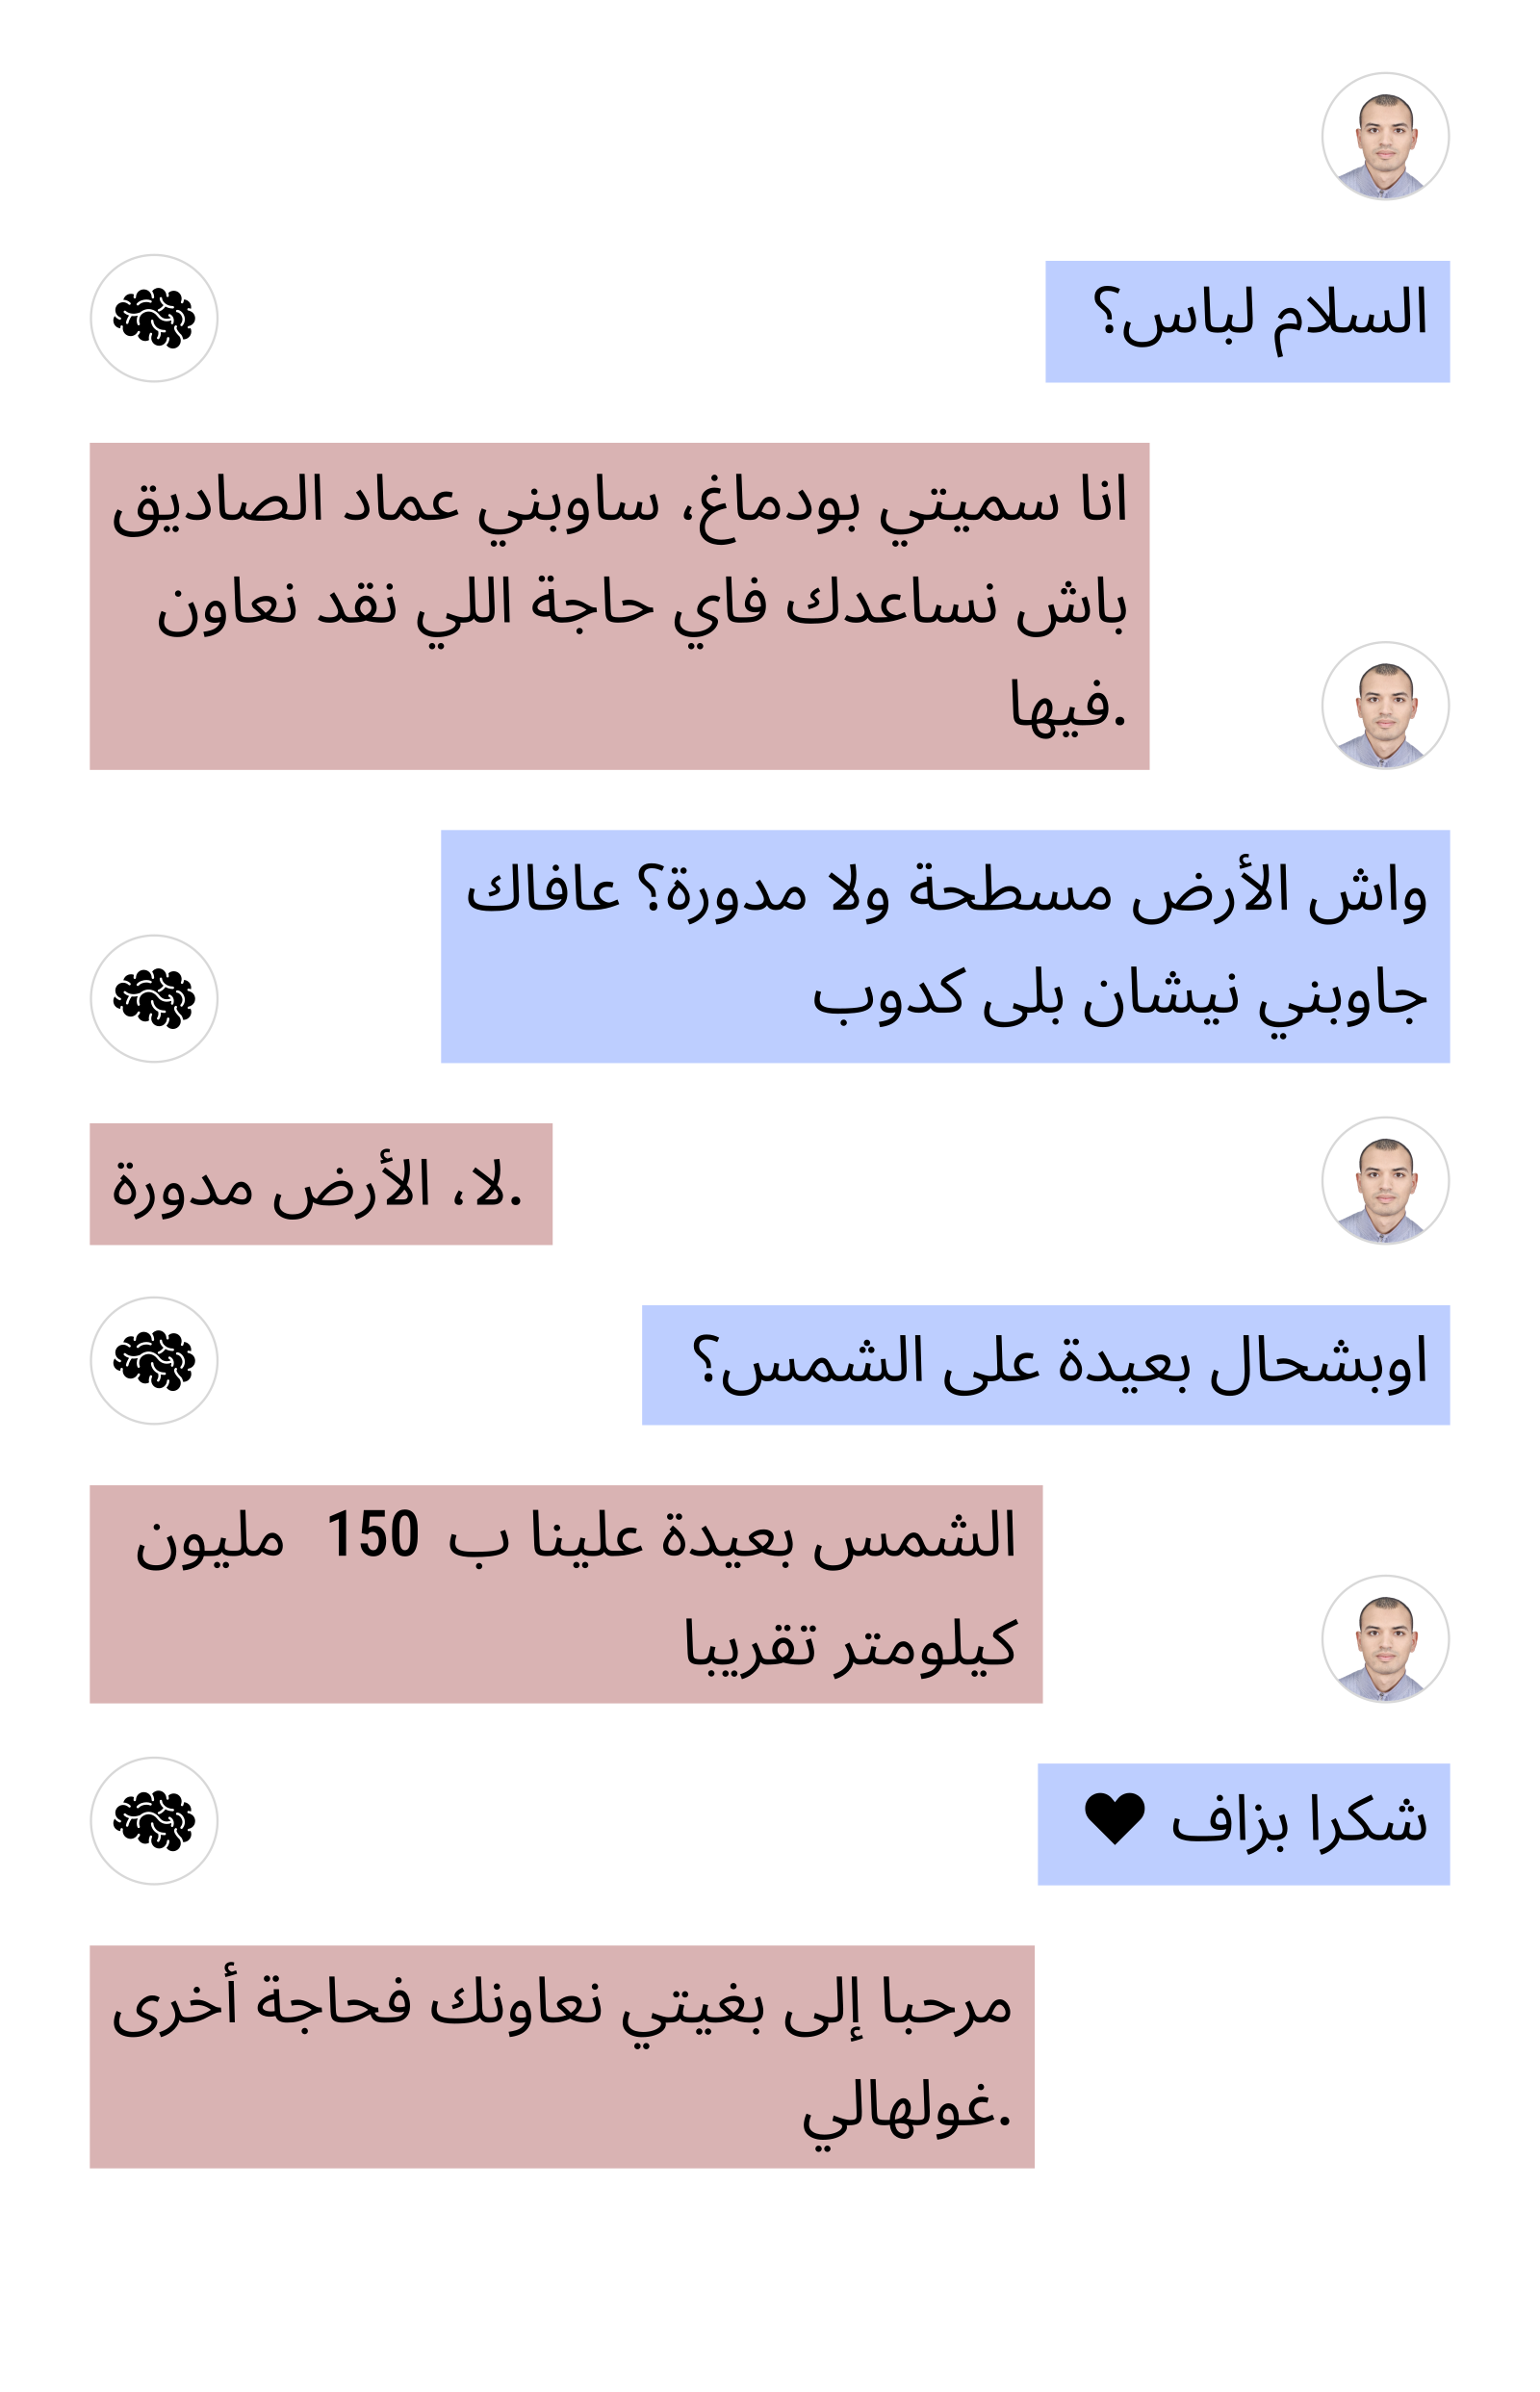 السلام لباس؟
انا سميتي بودماغ، ساوبني عماد الصاديق
باش نساعدك فاي حاجة اللي نقد نعاون
.فيها
واش الأرض مسطحة ولا مدورة؟ عافاك
جاوبني نيشان بلى كدوب
.لا، الأرض مدورة
اوبشحال بعيدة على الشمس؟
الشمس بعيدة علينا ب 150 مليون
كيلومتر تقريبا
شكرا بزاف ♥
مرحبا إلى بغيتي نعاونك فحاجة أخرى
.غولهالي